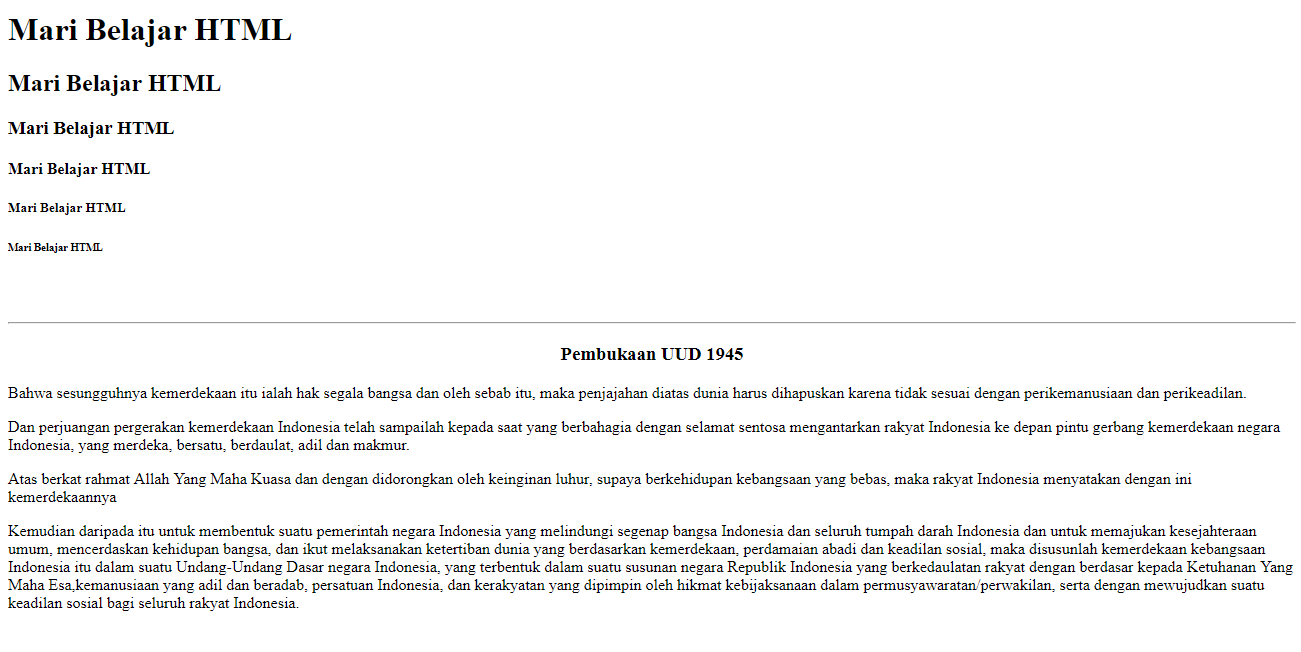 Mari Belajar HTML
Mari Belajar HTML
Mari Belajar HTML
Mari Belajar HTML
Mari Belajar HTML
Mari Belajar HTML
Pembukaan UUD 1945
Bahwa sesungguhnya kemerdekaan itu ialah hak segala bangsa dan oleh sebab itu, maka penjajahan diatas dunia harus dihapuskan karena tidak sesuai dengan perikemanusiaan dan perikeadilan.
Dan perjuangan pergerakan kemerdekaan Indonesia telah sampailah kepada saat yang berbahagia dengan selamat sentosa mengantarkan rakyat Indonesia ke depan pintu gerbang kemerdekaan negara
Indonesia, yang merdeka, bersatu, berdaulat, adil dan makmur.
Atas berkat rahmat Allah Yang Maha Kuasa dan dengan didorongkan oleh keinginan luhur, supaya berkehidupan kebangsaan yang bebas, maka rakyat Indonesia menyatakan dengan ini
kemerdekaannya
Kemudian daripada itu untuk membentuk suatu pemerintah negara Indonesia yang melindungi segenap bangsa Indonesia dan seluruh tumpah darah Indonesia dan untuk memajukan kesejahteraan
umum, mencerdaskan kehidupan bangsa, dan ikut melaksanakan ketertiban dunia yang berdasarkan kemerdekaan, perdamaian abadi dan keadilan sosial, maka disusunlah kemerdekaan kebangsaan
Indonesia itu dalam suatu Undang-Undang Dasar negara Indonesia, yang terbentuk dalam suatu susunan negara Republik Indonesia yang berkedaulatan rakyat dengan berdasar kepada Ketuhanan Yang
Maha Esa,kemanusiaan yang adil dan beradab, persatuan Indonesia, dan kerakyatan yang dipimpin oleh hikmat kebijaksanaan dalam permusyawaratan/perwakilan, serta dengan mewujudkan suatu
keadilan sosial bagi seluruh rakyat Indonesia.